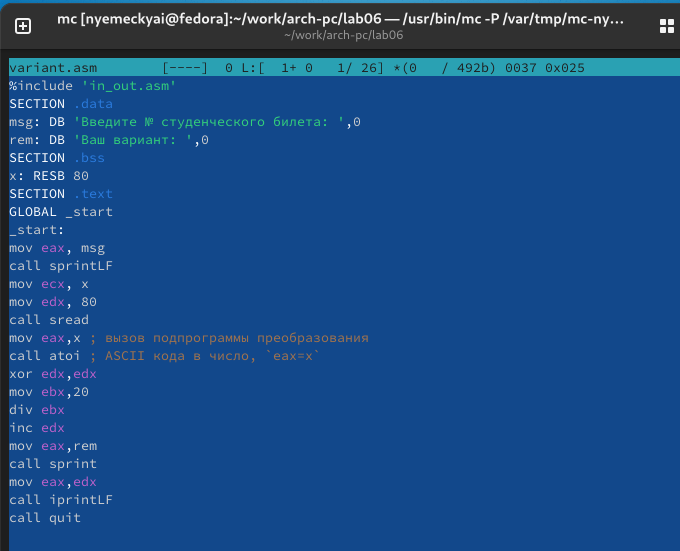 mc [nyemeckyai@fedora]:~/work/arch-pc/lab06 — /usr/bin/mc -P /var/tmp/mc-ny…
~/work/arch-pc/lab06
variant.asm [----] 0 L:[ 1+ 0 1/ 26] *(0 / 492b) 0037 0x025
%include 'in_out.asm'
SECTION .data
msg: DB 'Введите № студенческого билета: ',0
rem: DB 'Ваш вариант: ',0
SECTION .bss
x: RESB 80
SECTION .text
GLOBAL _start
_start:
mov eax, msg
call sprintLF
mov ecx, x
mov edx, 80
call sread
mov eax,x ; вызов подпрограммы преобразования
call atoi ; ASCII кода в число, `eax=x`
xor edx,edx
mov ebx,20
div ebx
inc edx
mov eax,rem
call sprint
mov eax,edx
call iprintLF
call quit